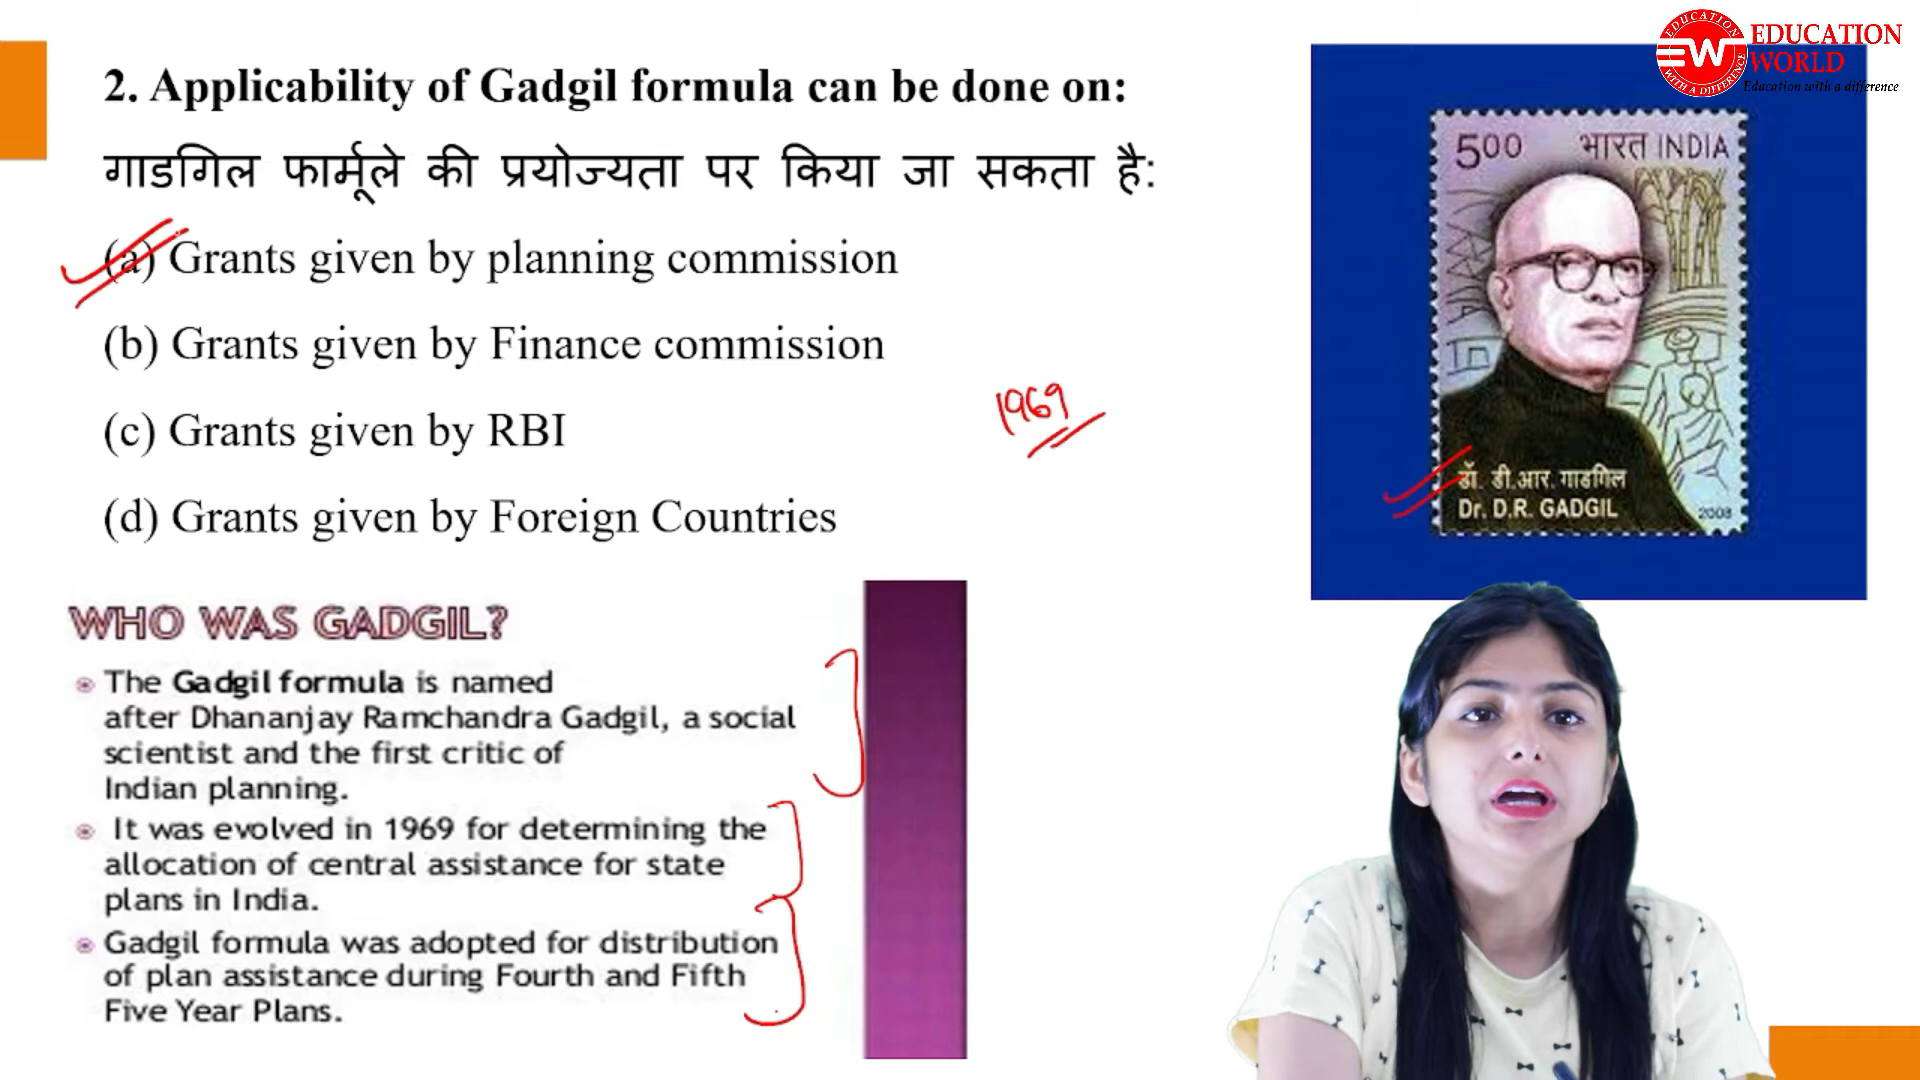 2. Applicability of Gadgil formula can be done on:
गाडगिल फार्मूले की प्रयोज्यता पर किया जा सकता है:
(a) Grants given by planning commission
(b) Grants given by Finance commission
(c) Grants given by RBI
(d) Grants given by Foreign Countries
1969
WHO WAS GADGIL?
The Gadgil formula is named
after Dhananjay Ramchandra Gadgil, a social
scientist and the first critic of
Indian planning.
It was evolved in 1969 for determining the
allocation of central assistance for state
plans in India.
Gadgil formula was adopted for distribution
of plan assistance during Fourth and Fifth
Five Year Plans.
EDUCATION
WORLD
Education with a difference
EW
EDUCATION
WITH A DIFFERENCE
500 भारत INDIA
डॉ. डी.आर. गाडगिल
Dr. D.R. GADGIL
2008